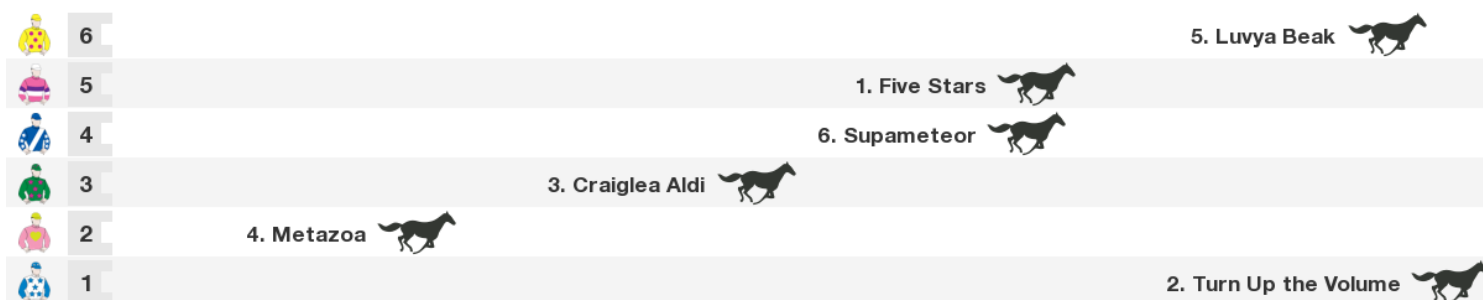 6 5. Luvya Beak
5 1. Five Stars
4 6. Supameteor
3 3. Craiglea Aldi
2 4. Metazoa
1 2. Turn Up the Volume